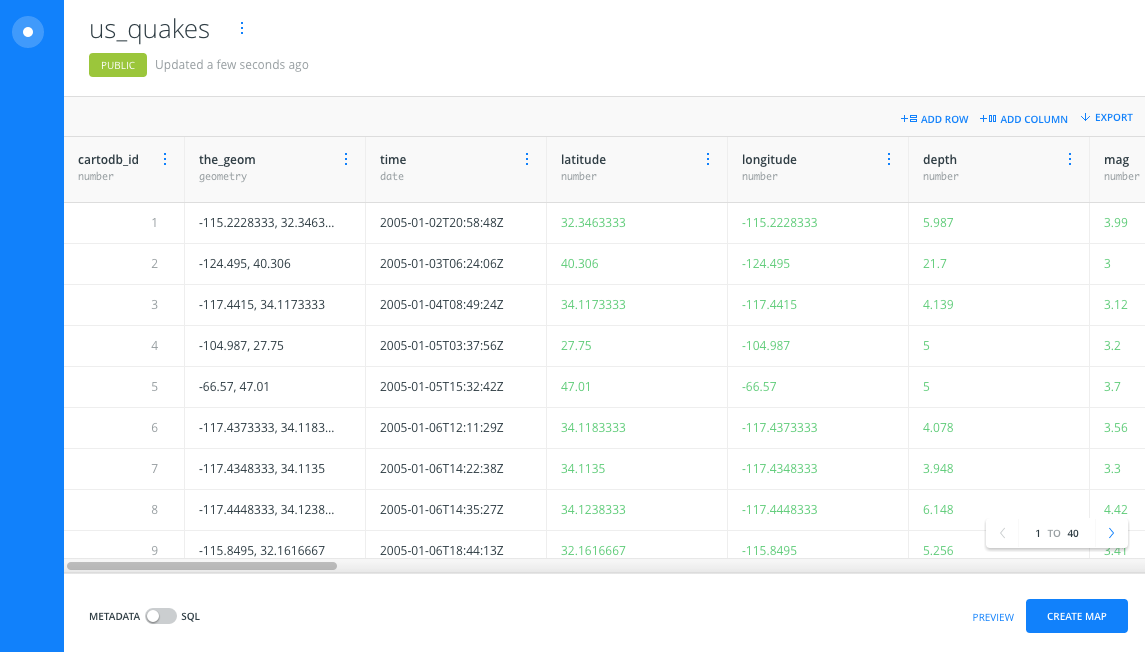 us_quakes
PUBLIC Updated a few seconds ago
ADD ROW ADD COLUMN EXPORT
cartodb_id the_geom time latitude longitude depth mag
number geometry date number number number number
1 -115.2228333, 32.3463... 2005-01-02T20:58:48Z 32.3463333 -115.2228333 5.987 3.99
2 -124.495, 40.306 2005-01-03T06:24:06Z 40.306 -124.495 21.7 3
3 -117.4415, 34.1173333 2005-01-04T08:49:24Z 34.1173333 -117.4415 4.139 3.12
4 -104.987, 27.75 2005-01-05T03:37:56Z 27.75 -104.987 5 3.2
5 -66.57, 47.01 2005-01-05T15:32:42Z 47.01 -66.57 5 3.7
6 -117.4373333, 34.1183... 2005-01-06T12:11:29Z 34.1183333 -117.4373333 4.078 3.56
7 -117.4348333, 34.1135 2005-01-06T14:22:38Z 34.1135 -117.4348333 3.948 3.3
8 -117.4448333, 34.1238... 2005-01-06T14:35:27Z 34.1238333 -117.4448333 6.148 4.42
1 TO 40
9 -115.8495, 32.1616667 2005-01-06T18:44:13Z 32.1616667 -115.8495 5.256 3.41
METADATA SQL PREVIEW CREATE MAP